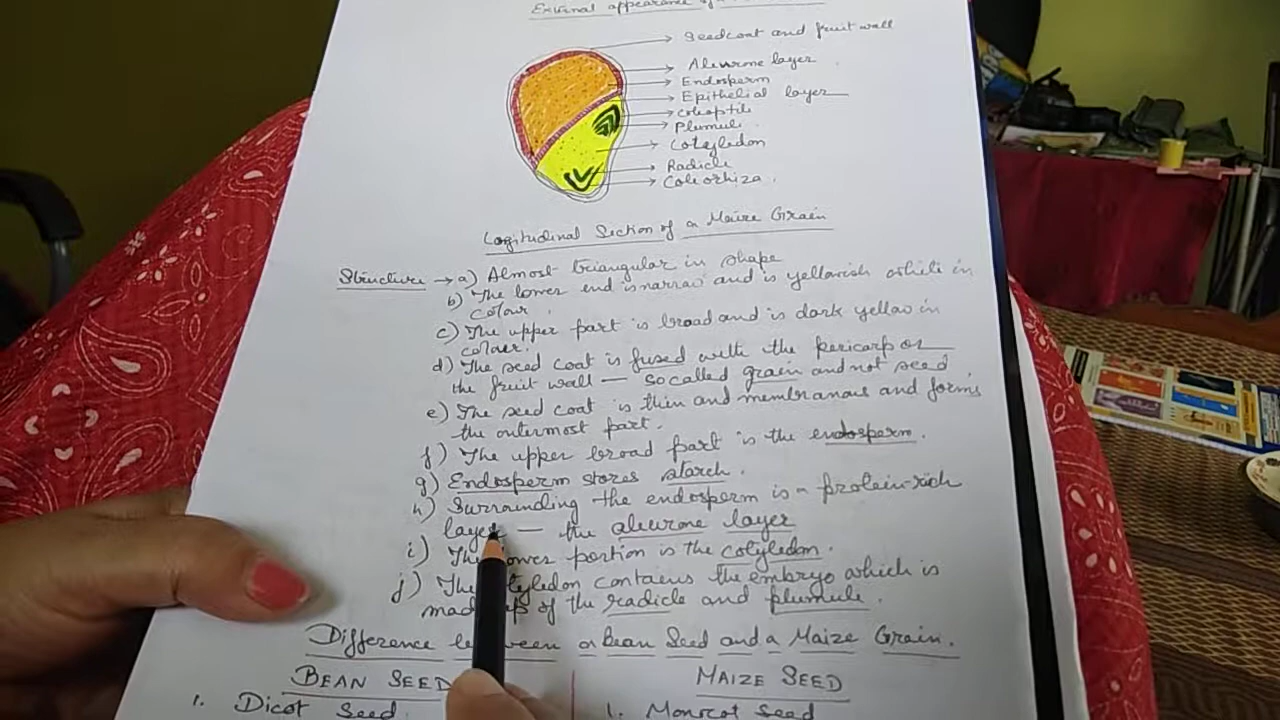 External appearance of
Seedcoat and fruit wall
Aleurone layer
Endosperm
Epithelial layer
Coleoptile
Plumule
Cotyledon
Radicle
Coleorhiza
Logitudinal Section of a Maize Grain
Structure → a) Almost triangular in shape
b) The lower end is narrow and is yellowish white in
colour.
c) The upper part is broad and is dark yellow in
colour.
d) The seed coat is fused with the pericarp or
the fruit wall — so called grain and not seed.
e) The seed coat is thin and membranous and forms
the outermost part.
f) The upper broad part is the endosperm.
g) Endosperm stores starch.
h) Surrounding the endosperm is a protein-rich
layer — the aleurone layer
i) The lower portion is the cotyledon.
j) The cotyledon contains the embryo which is
made up of the radicle and plumule.
Difference between a Bean Seed and a Maize Grain.
BEAN SEED
MAIZE SEED
1. Dicot Seed.
1. Monocot Seed